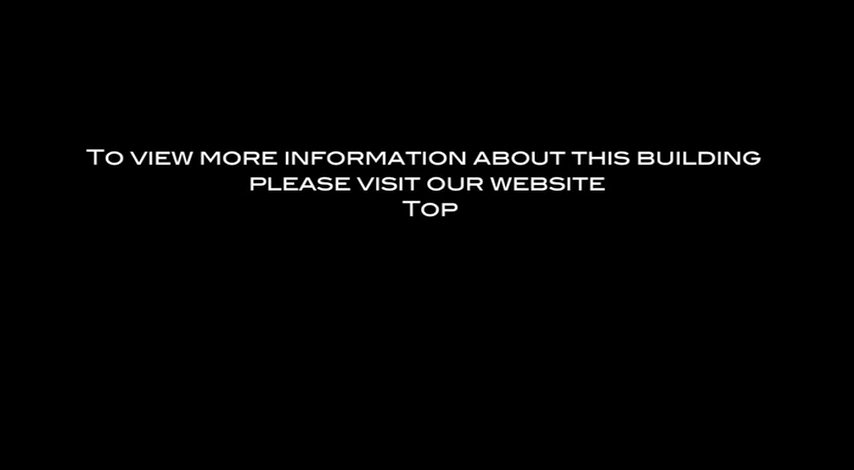 To view more information about this building
please visit our website
Top